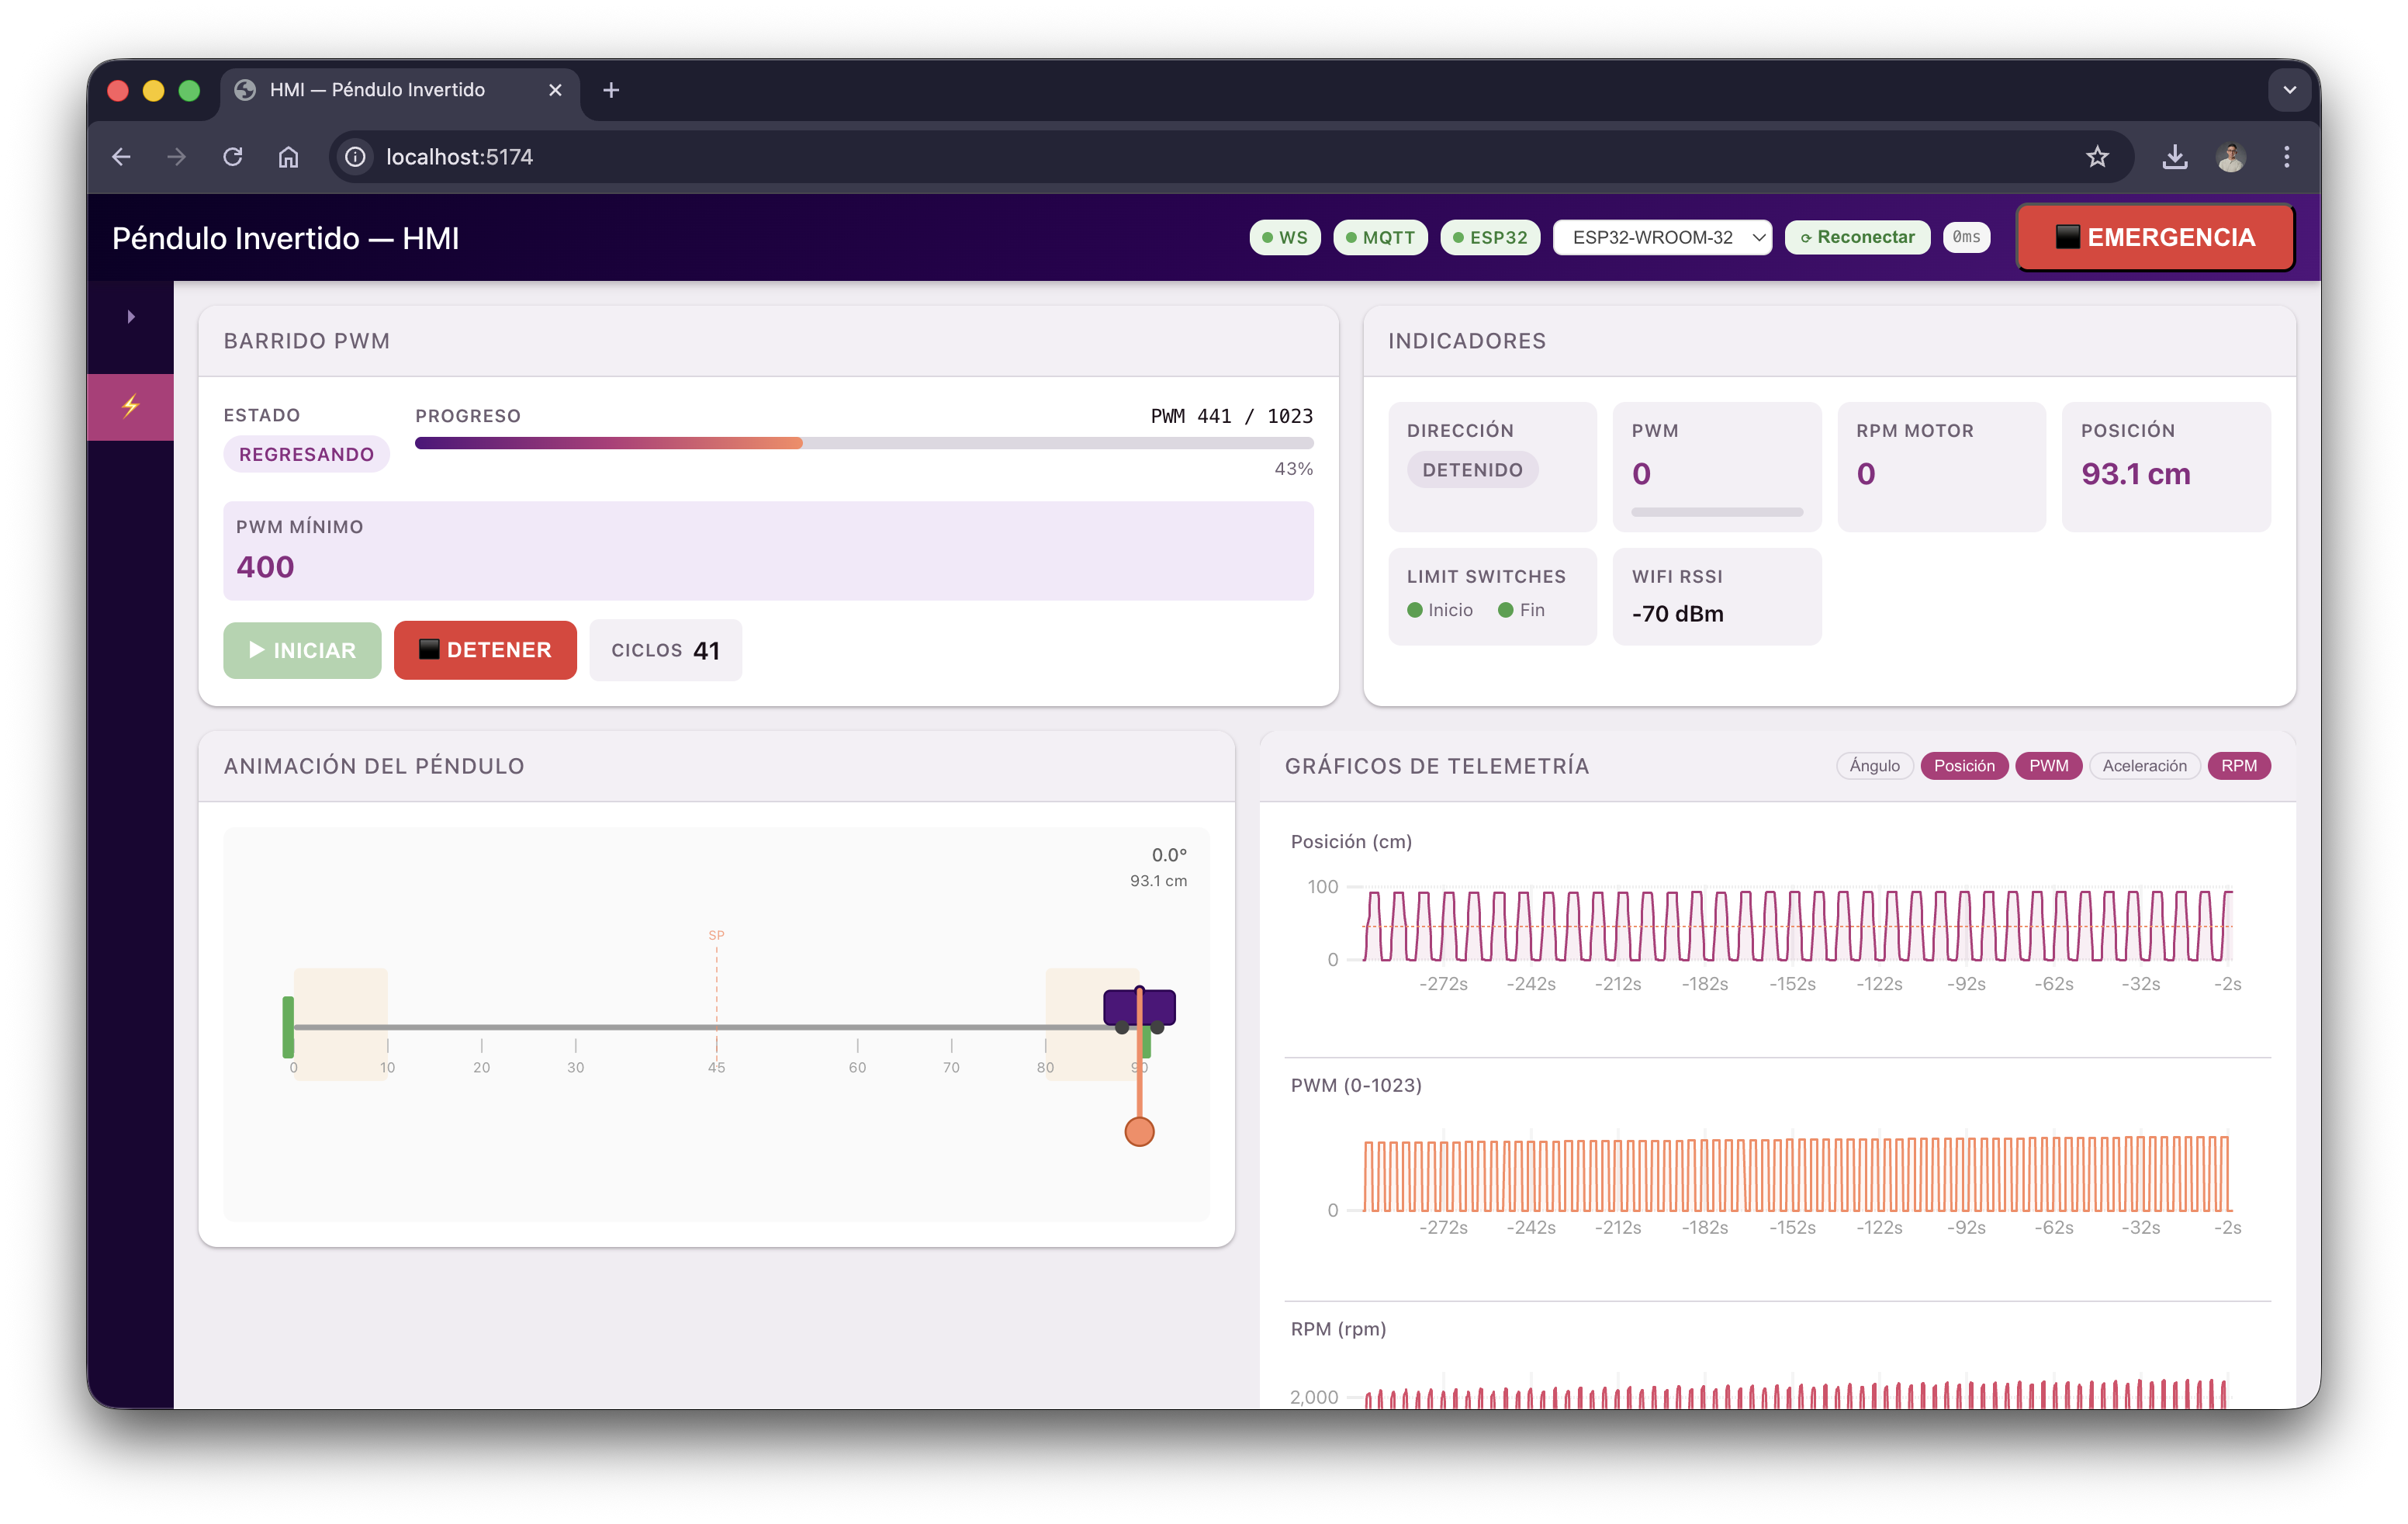 HMI — Péndulo Invertido
localhost:5174
Péndulo Invertido — HMI
WS
MQTT
ESP32
ESP32-WROOM-32
⟳ Reconectar
0ms
EMERGENCIA
BARRIDO PWM
ESTADO
REGRESANDO
PROGRESO
PWM 441 / 1023
43%
PWM MÍNIMO
400
INICIAR
DETENER
CICLOS 41
INDICADORES
DIRECCIÓN
DETENIDO
PWM
0
RPM MOTOR
0
POSICIÓN
93.1 cm
LIMIT SWITCHES
Inicio Fin
WIFI RSSI
-70 dBm
ANIMACIÓN DEL PÉNDULO
0.0°
93.1 cm
SP
0 10 20 30 45 60 70 80 90
GRÁFICOS DE TELEMETRÍA
Ángulo Posición PWM Aceleración RPM
Posición (cm)
100
0
-272s -242s -212s -182s -152s -122s -92s -62s -32s -2s
PWM (0-1023)
0
-272s -242s -212s -182s -152s -122s -92s -62s -32s -2s
RPM (rpm)
2,000